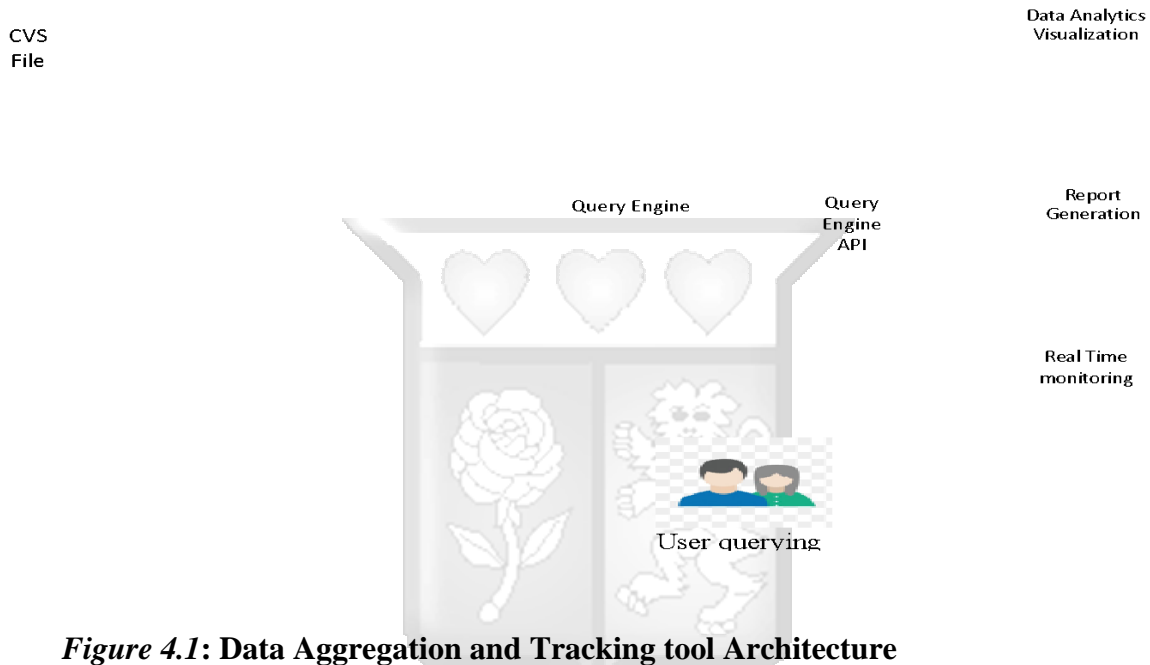 CVS
File
Data Analytics
Visualization
Query Engine
Query
Engine
API
Report
Generation
Real Time
monitoring
User querying
Figure 4.1: Data Aggregation and Tracking tool Architecture